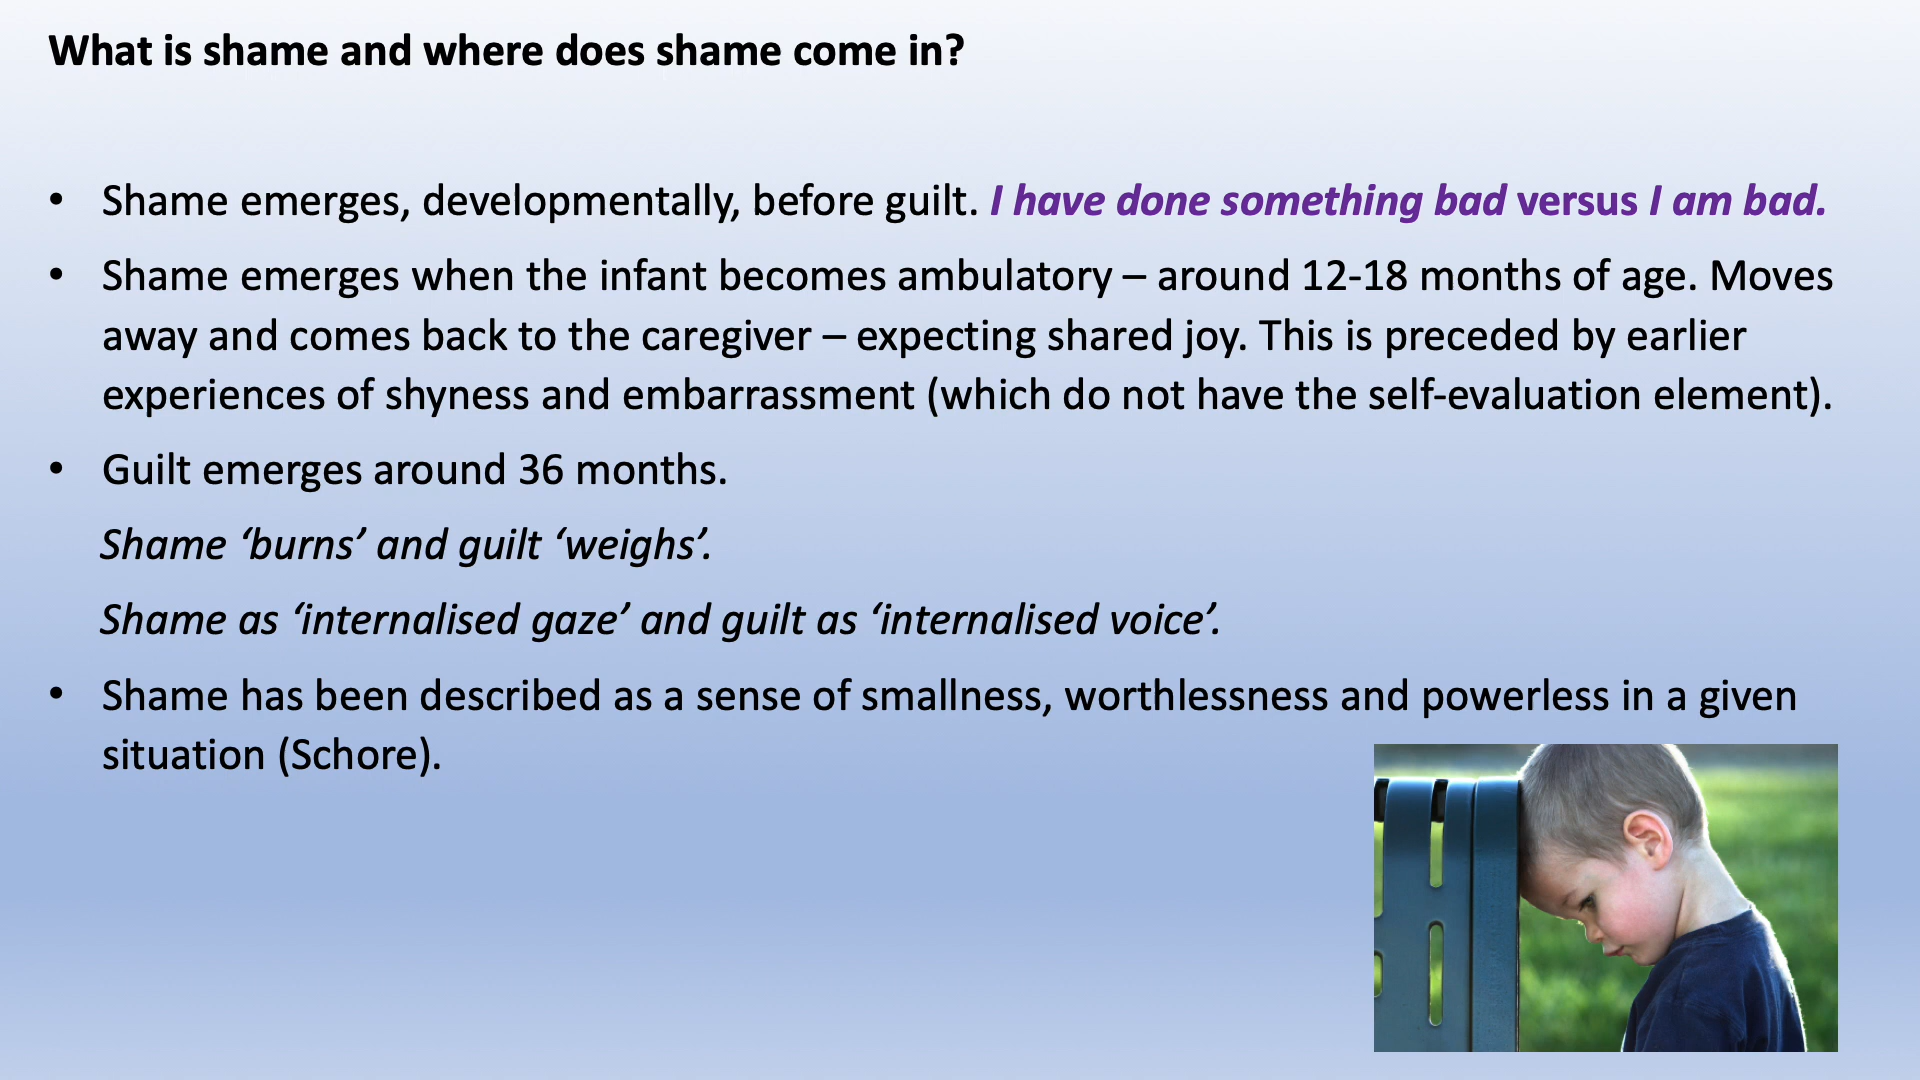 What is shame and where does shame come in?
• Shame emerges, developmentally, before guilt. I have done something bad versus I am bad.
• Shame emerges when the infant becomes ambulatory – around 12-18 months of age. Moves
away and comes back to the caregiver – expecting shared joy. This is preceded by earlier
experiences of shyness and embarrassment (which do not have the self-evaluation element).
• Guilt emerges around 36 months.
Shame ‘burns’ and guilt ‘weighs’.
Shame as ‘internalised gaze’ and guilt as ‘internalised voice’.
• Shame has been described as a sense of smallness, worthlessness and powerless in a given
situation (Schore).